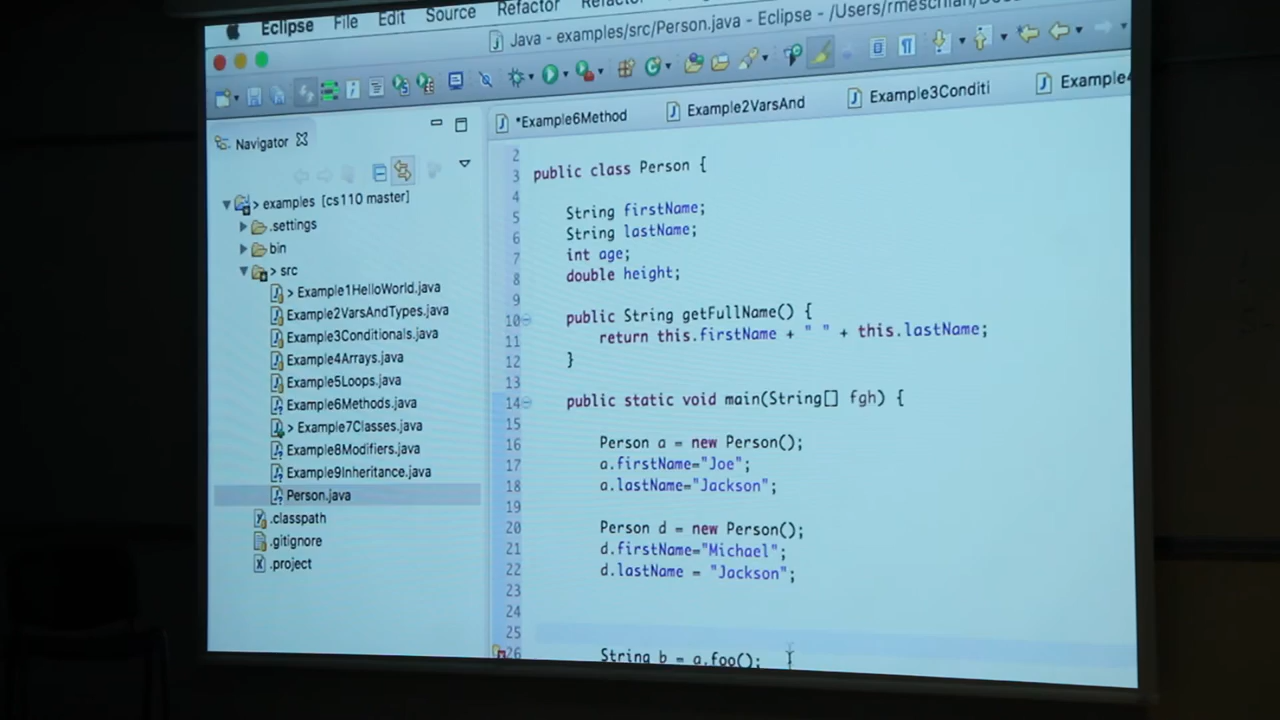 Eclipse File Edit Source Refactor
Java - examples/src/Person.java - Eclipse -
Navigator
*Example6Method Example2VarsAnd Example3Conditi Example4
> examples [cs110 master]
.settings
bin
> src
> Example1HelloWorld.java
Example2VarsAndTypes.java
Example3Conditionals.java
Example4Arrays.java
Example5Loops.java
Example6Methods.java
> Example7Classes.java
Example8Modifiers.java
Example9Inheritance.java
Person.java
.classpath
.gitignore
.project
2
3 public class Person {
4
5 String firstName;
6 String lastName;
7 int age;
8 double height;
9
10 public String getFullName() {
11 return this.firstName + " " + this.lastName;
12 }
13
14 public static void main(String[] fgh) {
15
16 Person a = new Person();
17 a.firstName="Joe";
18 a.lastName="Jackson";
19
20 Person d = new Person();
21 d.firstName="Michael";
22 d.lastName = "Jackson";
23
24
25
26 String b = a.foo();